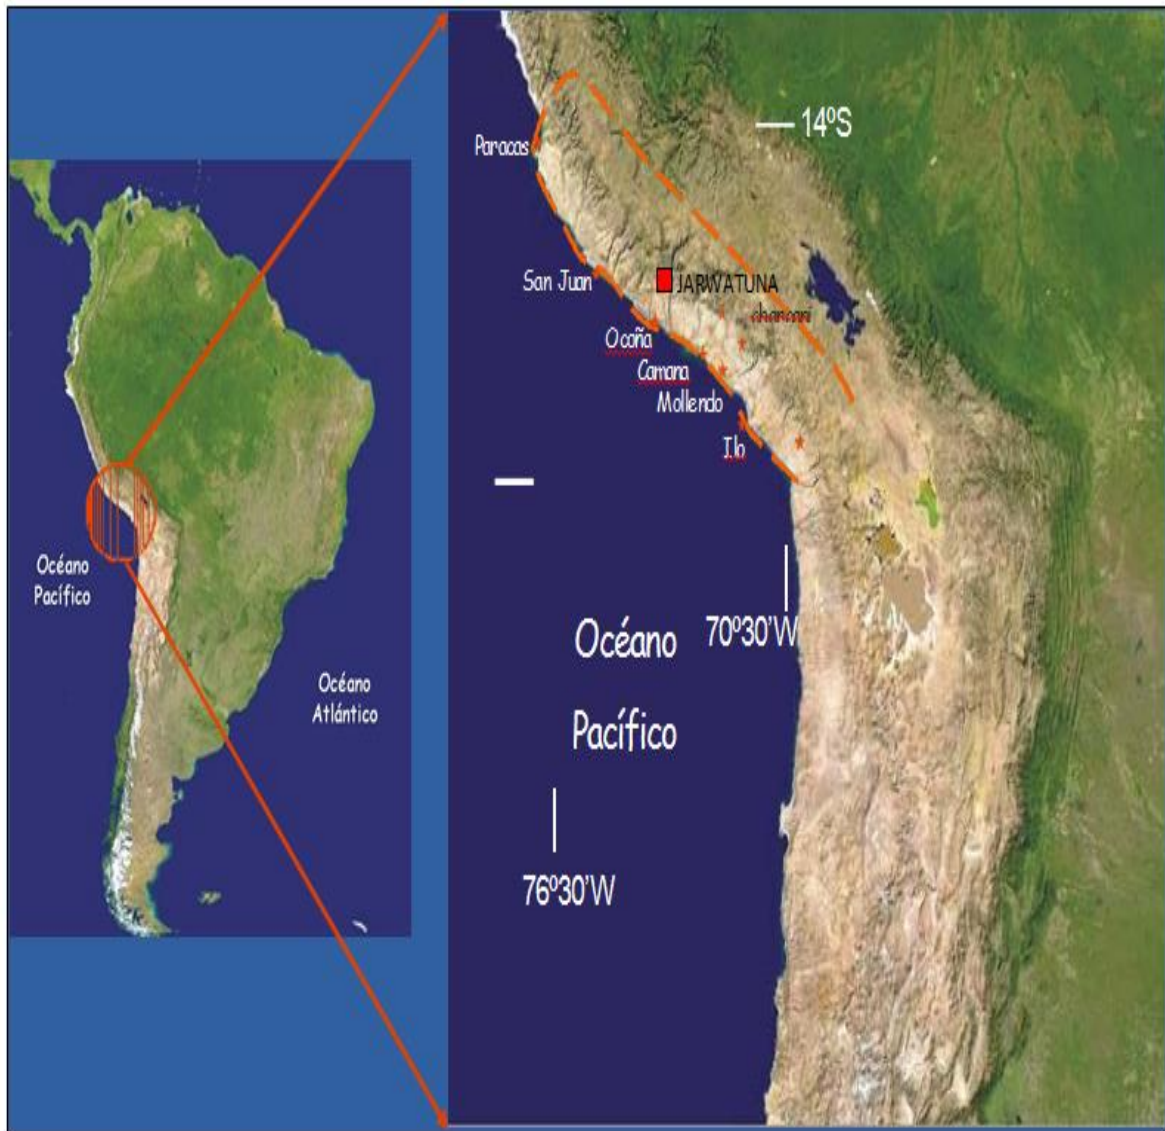 Océano
Pacífico
Océano
Atlántico
14ºS
Paracas
San Juan
JARWATUNA
Ocoña
Camana
Mollendo
Ilo
70º30'W
Océano
Pacífico
76º30'W